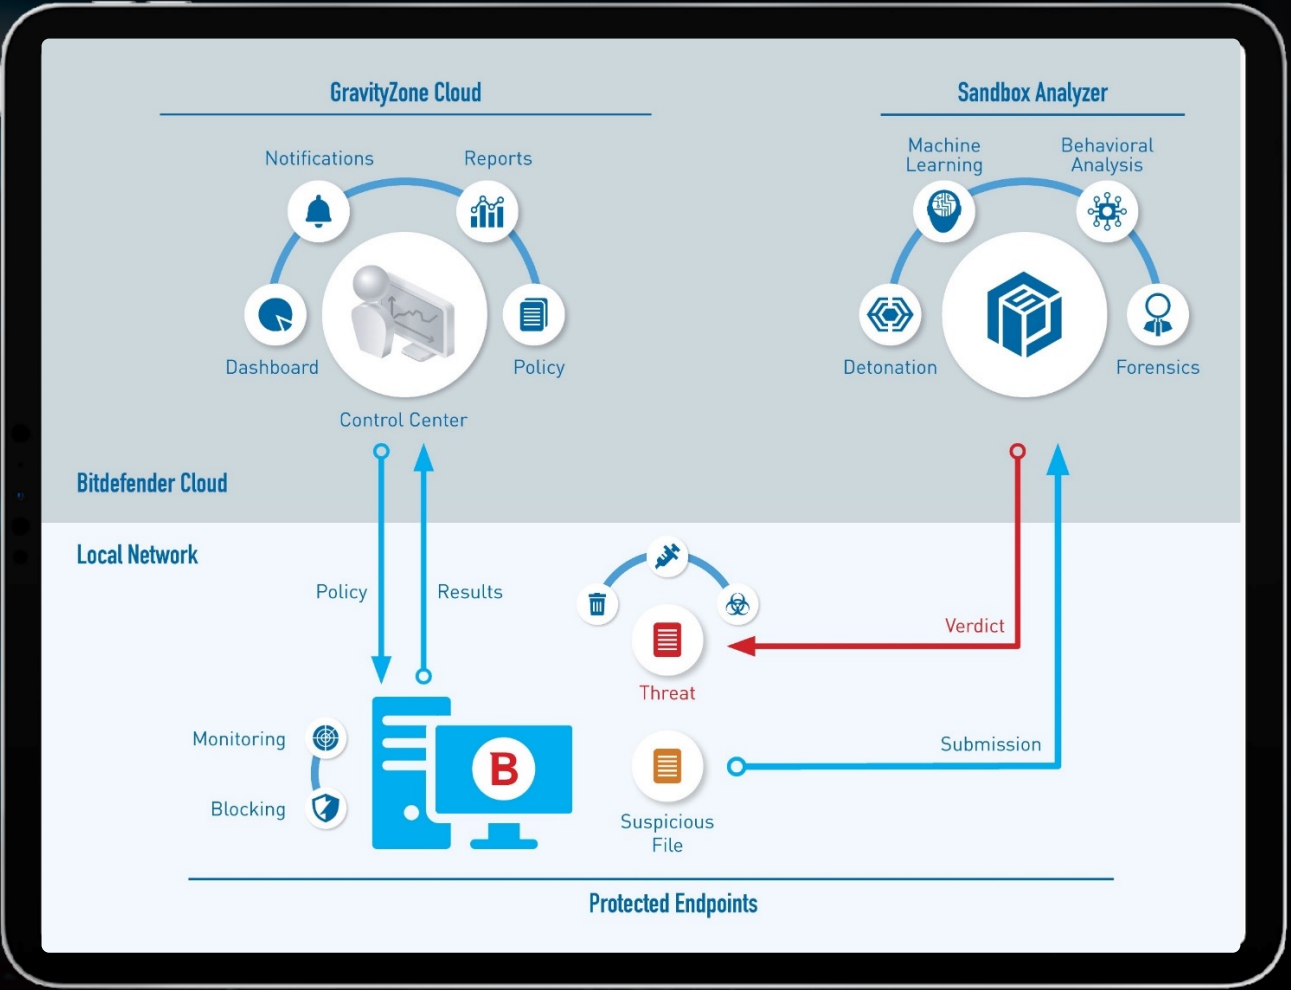 GravityZone Cloud
Sandbox Analyzer
Notifications
Reports
Machine
Learning
Behavioral
Analysis
Dashboard
Policy
Detonation
Forensics
Control Center
Bitdefender Cloud
Local Network
Policy
Results
Verdict
Threat
Monitoring
Blocking
B
Submission
Suspicious
File
Protected Endpoints